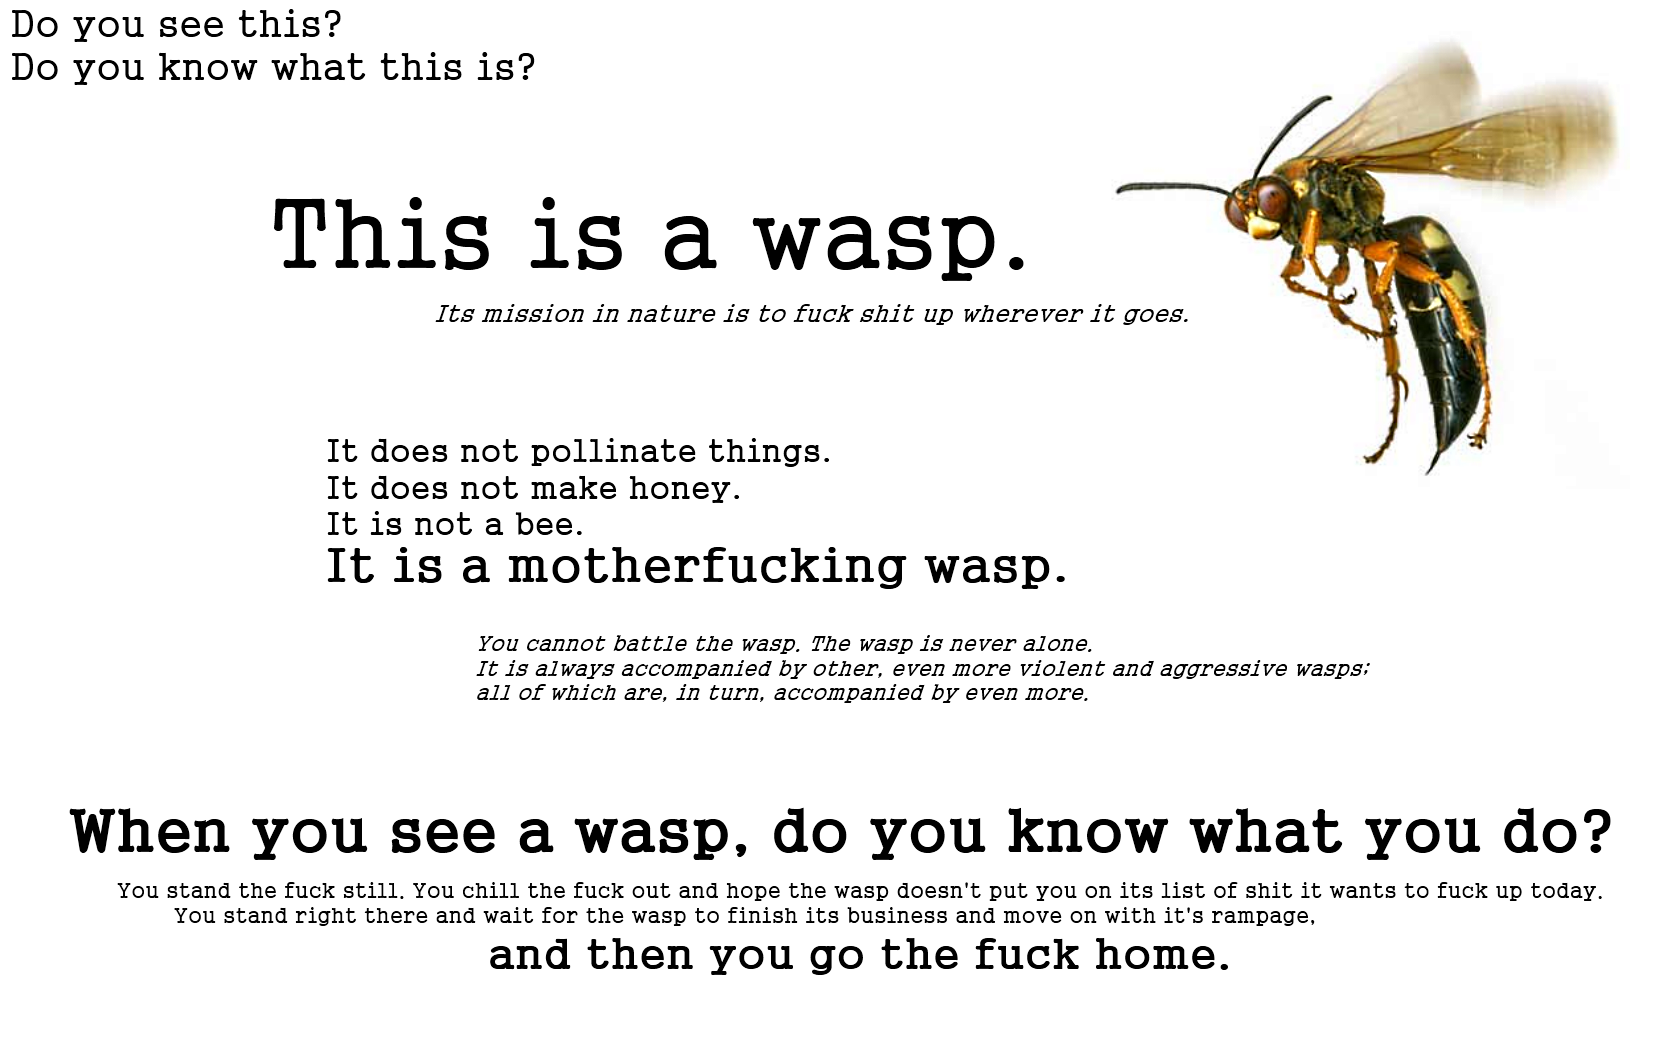 Do you see this?
Do you know what this is?
This is a wasp.
Its mission in nature is to fuck shit up wherever it goes.
It does not pollinate things.
It does not make honey.
It is not a bee.
It is a motherfucking wasp.
You cannot battle the wasp. The wasp is never alone.
It is always accompanied by other, even more violent and aggressive wasps;
all of which are, in turn, accompanied by even more.
When you see a wasp, do you know what you do?
You stand the fuck still. You chill the fuck out and hope the wasp doesn't put you on its list of shit it wants to fuck up today.
You stand right there and wait for the wasp to finish its business and move on with it's rampage,
and then you go the fuck home.